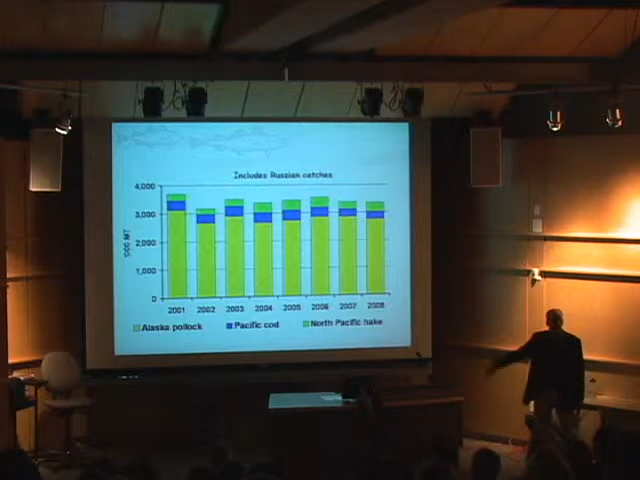 Includes Russian catches
4,000
3,000
2,000
1,000
0
000 MT
2001 2002 2003 2004 2005 2006 2007 2008
Alaska pollock Pacific cod North Pacific hake